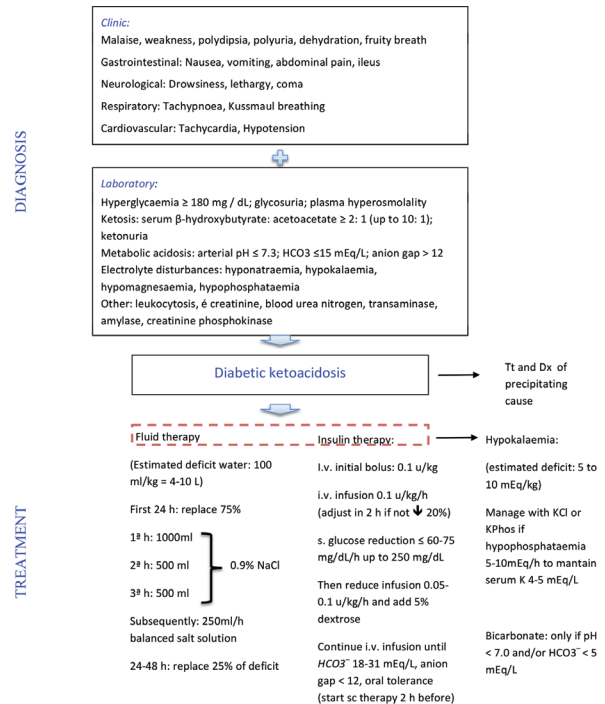 DIAGNOSIS
Clinic:
Malaise, weakness, polydipsia, polyuria, dehydration, fruity breath
Gastrointestinal: Nausea, vomiting, abdominal pain, ileus
Neurological: Drowsiness, lethargy, coma
Respiratory: Tachypnoea, Kussmaul breathing
Cardiovascular: Tachycardia, Hypotension
Laboratory:
Hyperglycaemia ≥ 180 mg / dL; glycosuria; plasma hyperosmolality
Ketosis: serum β-hydroxybutyrate: acetoacetate ≥ 2: 1 (up to 10: 1);
ketonuria
Metabolic acidosis: arterial pH ≤ 7.3; HCO3 ≤15 mEq/L; anion gap > 12
Electrolyte disturbances: hyponatraemia, hypokalaemia,
hypomagnesaemia, hypophosphataemia
Other: leukocytosis, é creatinine, blood urea nitrogen, transaminase,
amylase, creatinine phosphokinase
Diabetic ketoacidosis
Tt and Dx of
precipitating
cause
TREATMENT
Fluid therapy
(Estimated deficit water: 100
ml/kg = 4-10 L)
First 24 h: replace 75%
1ª h: 1000ml
2ª h: 500 ml
3ª h: 500 ml
0.9% NaCl
Subsequently: 250ml/h
balanced salt solution
24-48 h: replace 25% of deficit
Insulin therapy:
I.v. initial bolus: 0.1 u/kg
i.v. infusion 0.1 u/kg/h
(adjust in 2 h if not 🡻 20%)
s. glucose reduction ≤ 60-75
mg/dL/h up to 250 mg/dL
Then reduce infusion 0.05-
0.1 u/kg/h and add 5%
dextrose
Continue i.v. infusion until
HCO3⁻ 18-31 mEq/L, anion
gap < 12, oral tolerance
(start sc therapy 2 h before)
Hypokalaemia:
(estimated deficit: 5 to
10 mEq/kg)
Manage with KCl or
KPhos if
hypophosphataemia
5-10mEq/h to mantain
serum K 4-5 mEq/L
Bicarbonate: only if pH
< 7.0 and/or HCO3⁻ < 5
mEq/L